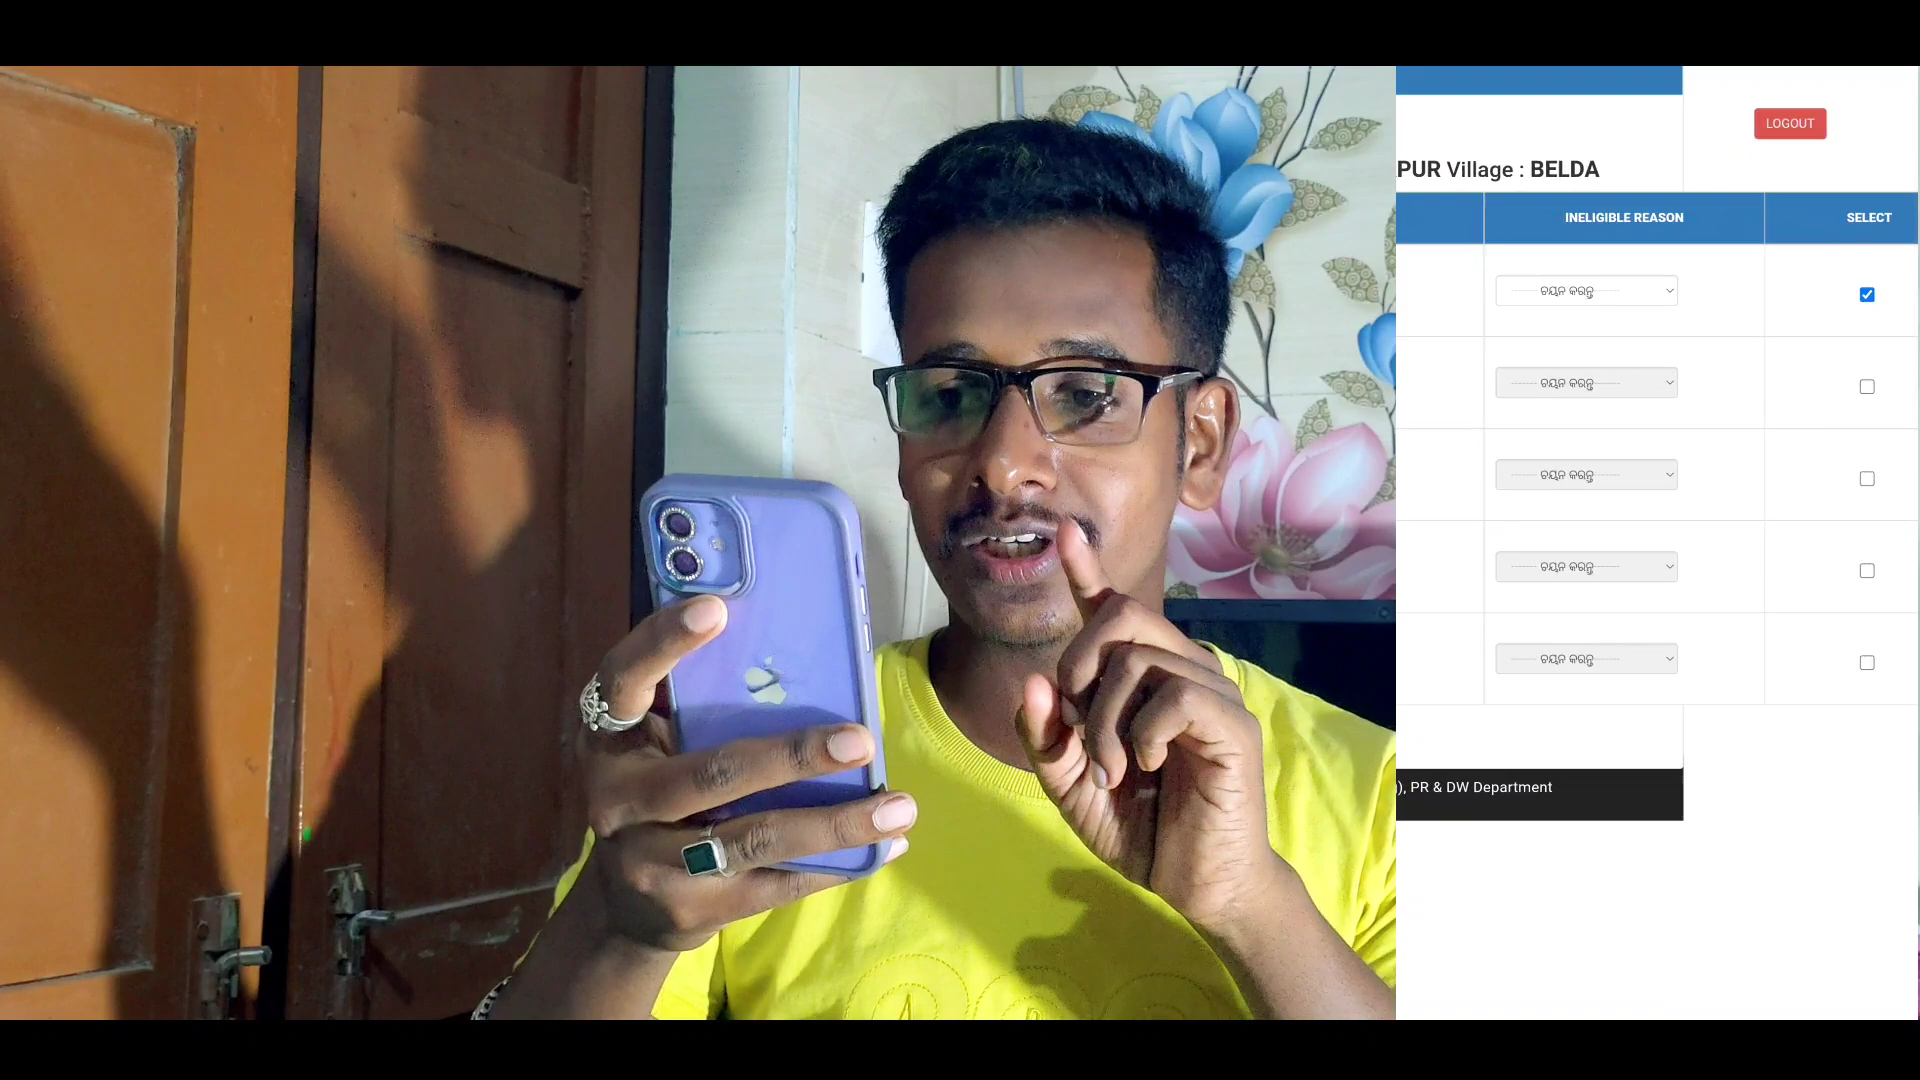 LOGOUT
PUR Village : BELDA
INELIGIBLE REASON
SELECT
-------- ଚୟନ କରନ୍ତୁ--------
-------- ଚୟନ କରନ୍ତୁ--------
-------- ଚୟନ କରନ୍ତୁ--------
-------- ଚୟନ କରନ୍ତୁ--------
-------- ଚୟନ କରନ୍ତୁ--------
), PR & DW Department